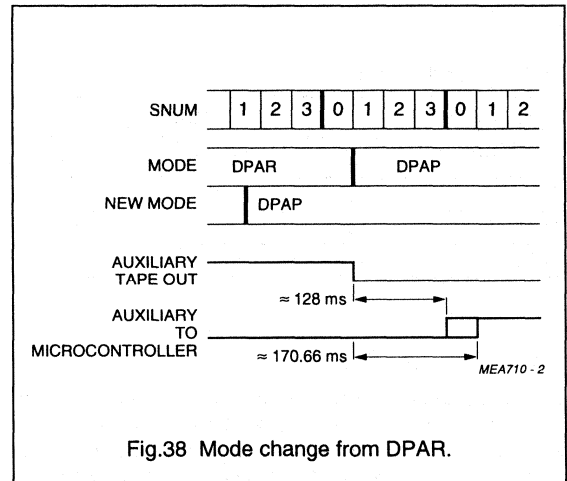 SNUM 1 2 3 0 1 2 3 0 1 2
MODE DPAR DPAP
NEW MODE DPAP
AUXILIARY
TAPE OUT
≈ 128 ms
AUXILIARY
TO
MICROCONTROLLER
≈ 170.66 ms
MEA710 - 2
Fig.38 Mode change from DPAR.